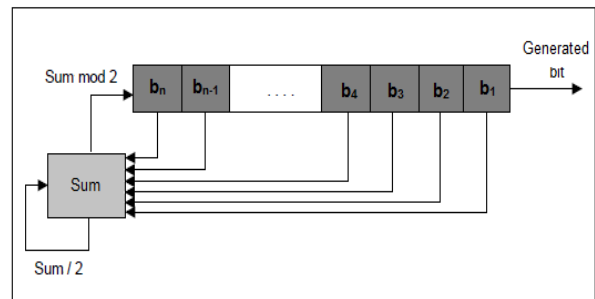 Generated
bit
Sum mod 2
bₙ bₙ₋₁ . . . . b₄ b₃ b₂ b₁
Sum
Sum / 2